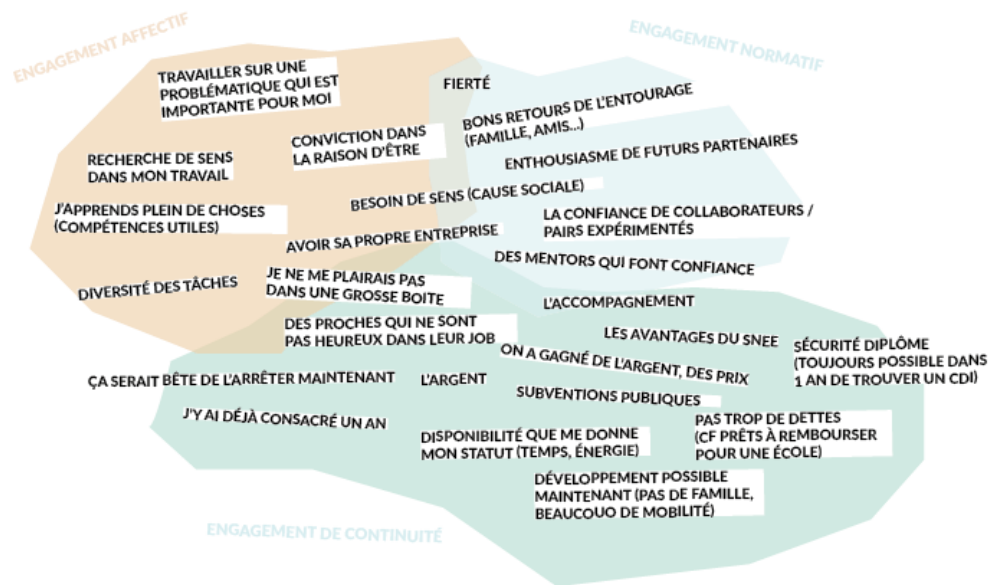 ENGAGEMENT AFFECTIF
ENGAGEMENT NORMATIF
TRAVAILLER SUR UNE
PROBLÉMATIQUE QUI EST
IMPORTANTE POUR MOI
FIERTÉ
BONS RETOURS DE L'ENTOURAGE
(FAMILLE, AMIS...)
CONVICTION DANS
LA RAISON D'ÊTRE
ENTHOUSIASME DE FUTURS PARTENAIRES
RECHERCHE DE SENS
DANS MON TRAVAIL
BESOIN DE SENS (CAUSE SOCIALE)
J'APPRENDS PLEIN DE CHOSES
(COMPÉTENCES UTILES)
LA CONFIANCE DE COLLABORATEURS /
PAIRS EXPÉRIMENTÉS
AVOIR SA PROPRE ENTREPRISE
DES MENTORS QUI FONT CONFIANCE
DIVERSITÉ DES TÂCHES
JE NE ME PLAIRAIS PAS
DANS UNE GROSSE BOITE
L'ACCOMPAGNEMENT
DES PROCHES QUI NE SONT
PAS HEUREUX DANS LEUR JOB
LES AVANTAGES DU SNEE
SÉCURITÉ DIPLÔME
(TOUJOURS POSSIBLE DANS
1 AN DE TROUVER UN CDI)
ON A GAGNÉ DE L'ARGENT, DES PRIX
ÇA SERAIT BÊTE DE L'ARRÊTER MAINTENANT
L'ARGENT
SUBVENTIONS PUBLIQUES
J'Y AI DÉJÀ CONSACRÉ UN AN
PAS TROP DE DETTES
(CF PRÊTS À REMBOURSER
POUR UNE ÉCOLE)
DISPONIBILITÉ QUE ME DONNE
MON STATUT (TEMPS, ÉNERGIE)
DÉVELOPPEMENT POSSIBLE
MAINTENANT (PAS DE FAMILLE,
BEAUCOUO DE MOBILITÉ)
ENGAGEMENT DE CONTINUITÉ